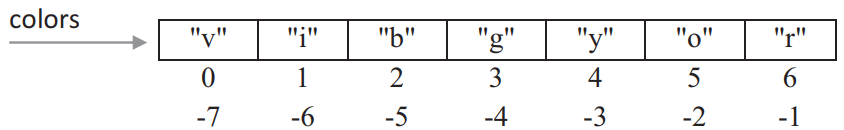 colors
"v" "i" "b" "g" "y" "o" "r"
0 1 2 3 4 5 6
-7 -6 -5 -4 -3 -2 -1